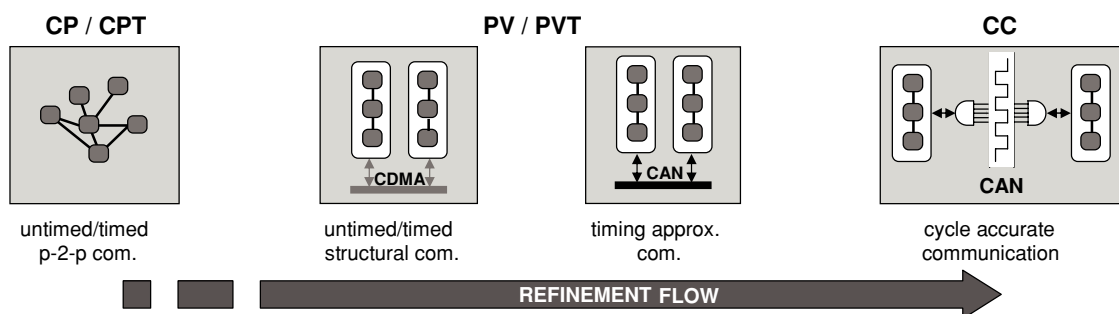 CP / CPT
PV / PVT
CC
CDMA
CAN
CAN
untimed/timed
p-2-p com.
untimed/timed
structural com.
timing approx.
com.
cycle accurate
communication
REFINEMENT FLOW